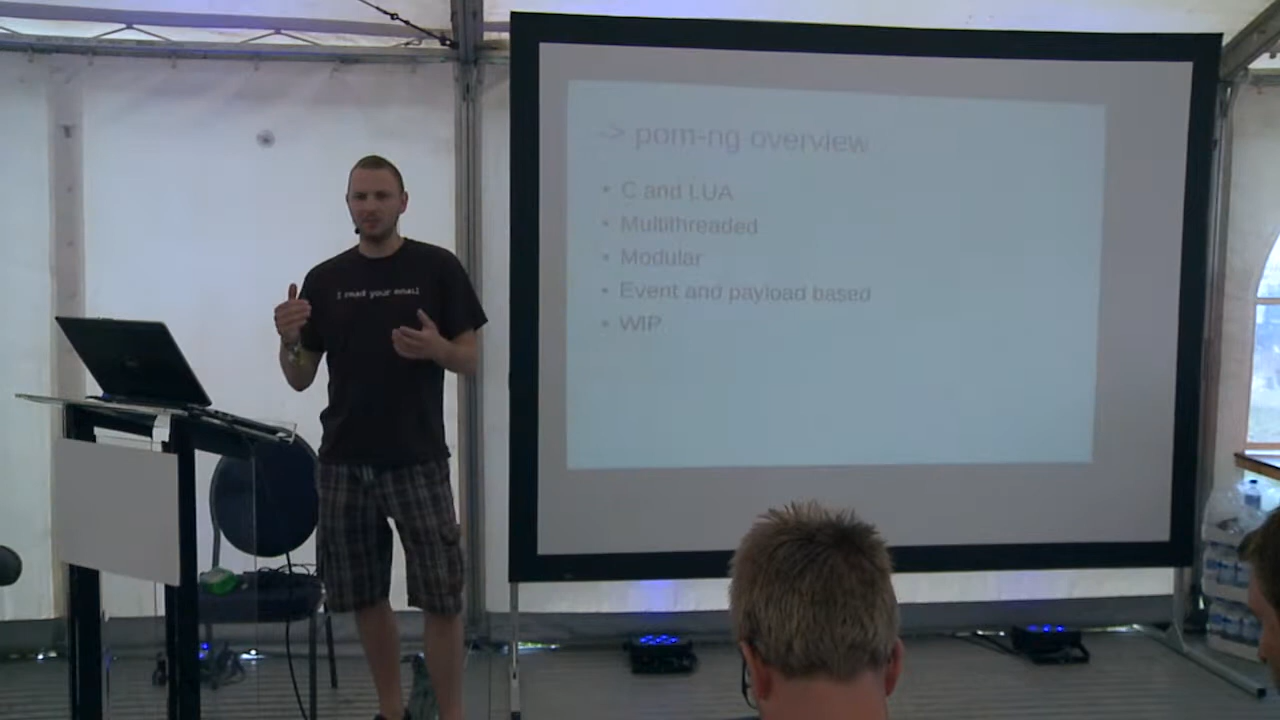 -> pom-ng overview
• C and LUA
• Multithreaded
• Modular
• Event and payload based
• WIP
I read your email